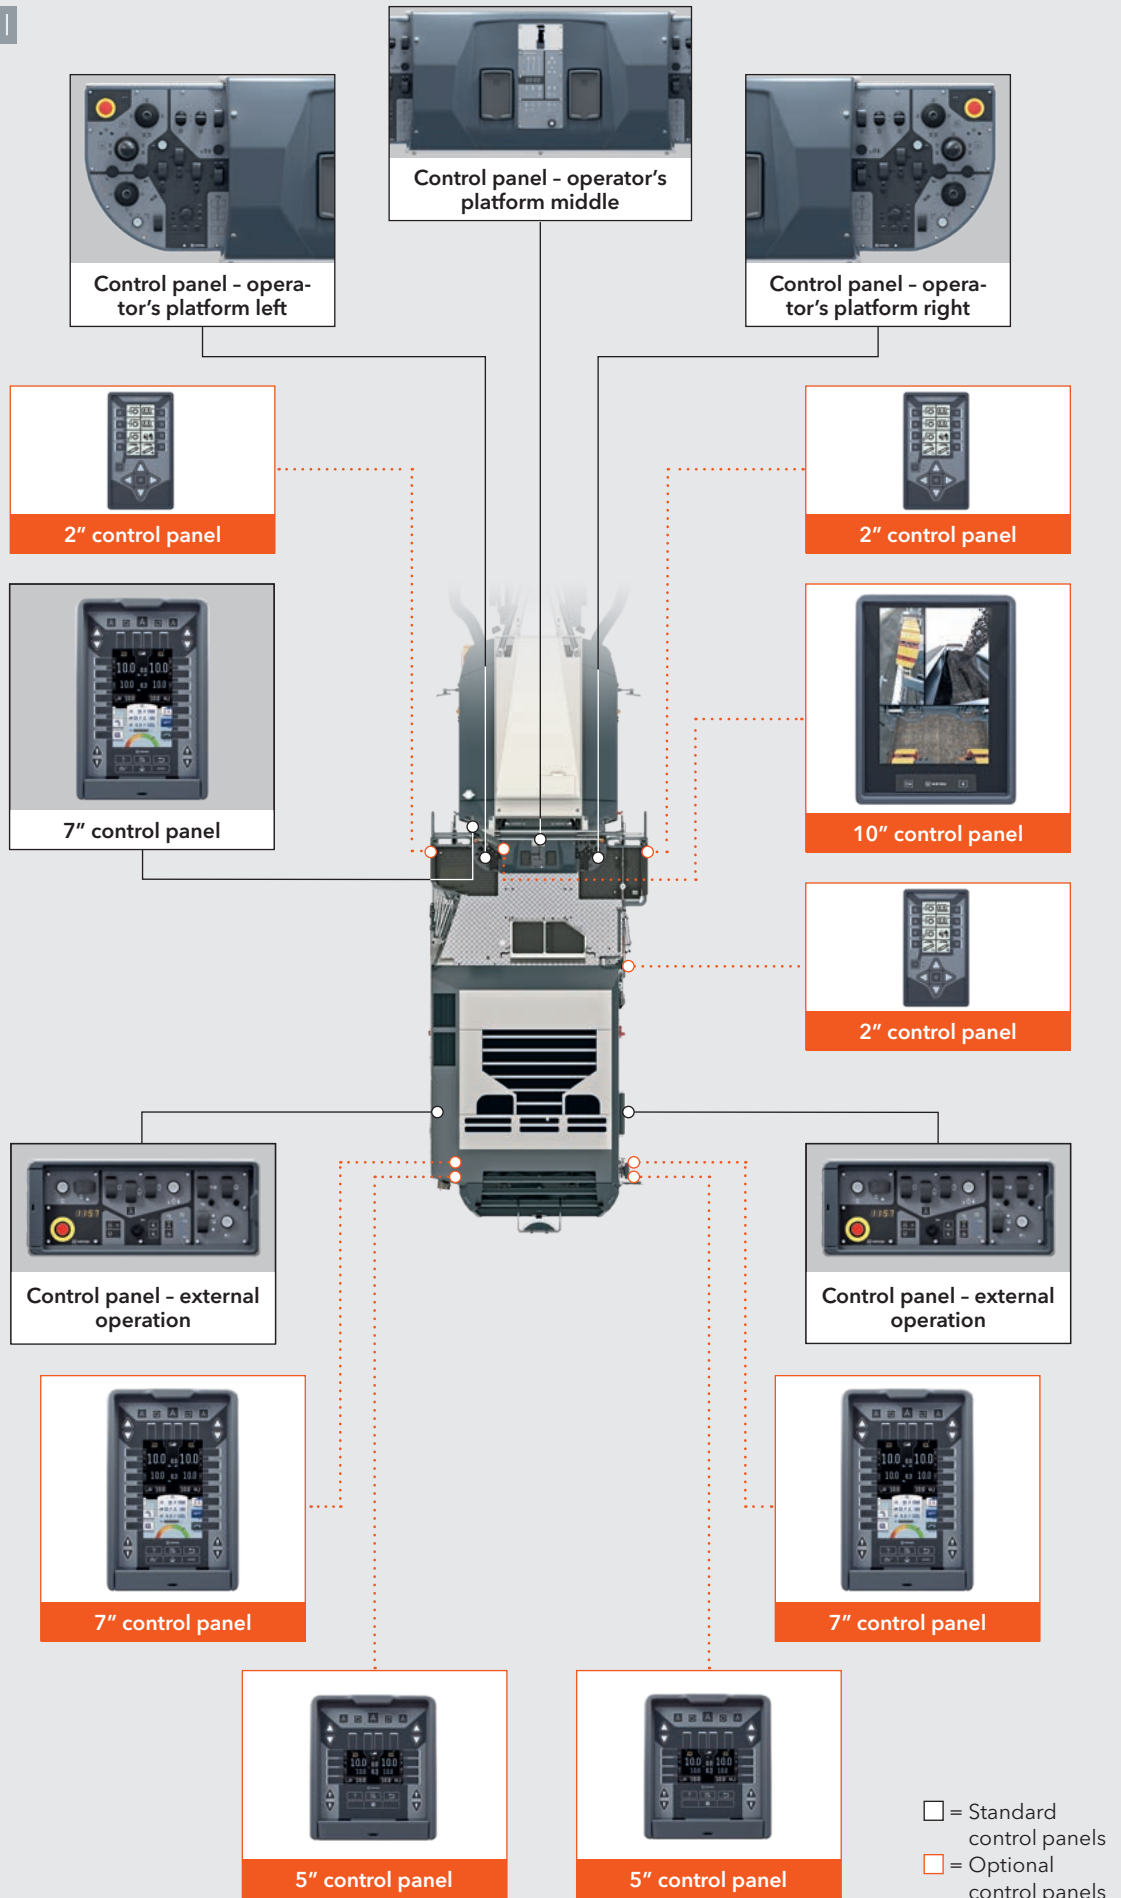 Control panel – operator's
platform middle
Control panel – opera-
tor's platform left
Control panel – opera-
tor's platform right
2" control panel
2" control panel
7" control panel
10" control panel
2" control panel
Control panel – external
operation
Control panel – external
operation
7" control panel
7" control panel
5" control panel
5" control panel
= Standard
control panels
= Optional
control panels